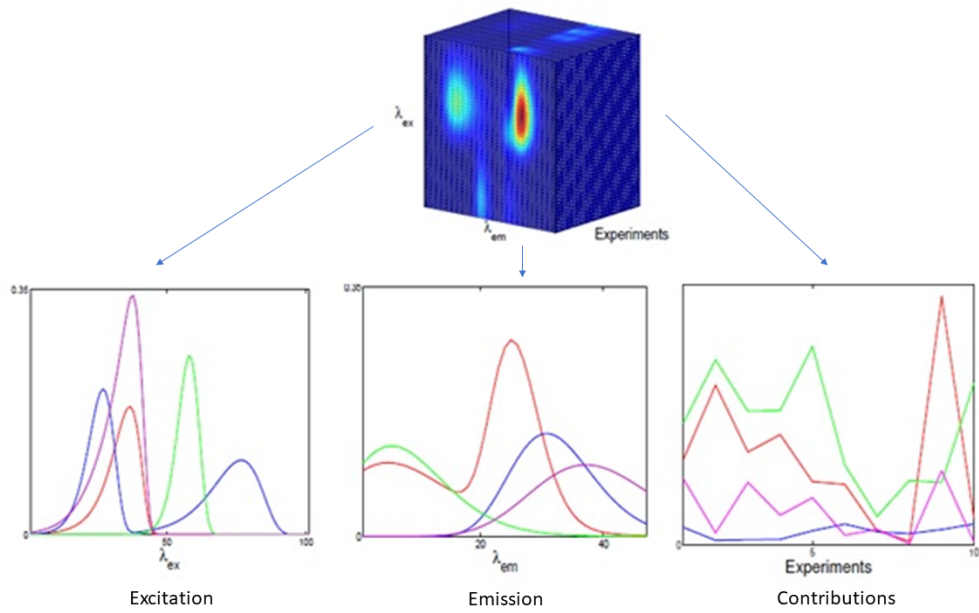 λex
λem
Experiments
0.35
0
50
100
λex
0.35
0
20
40
λem
0
5
10
Experiments
Excitation
Emission
Contributions